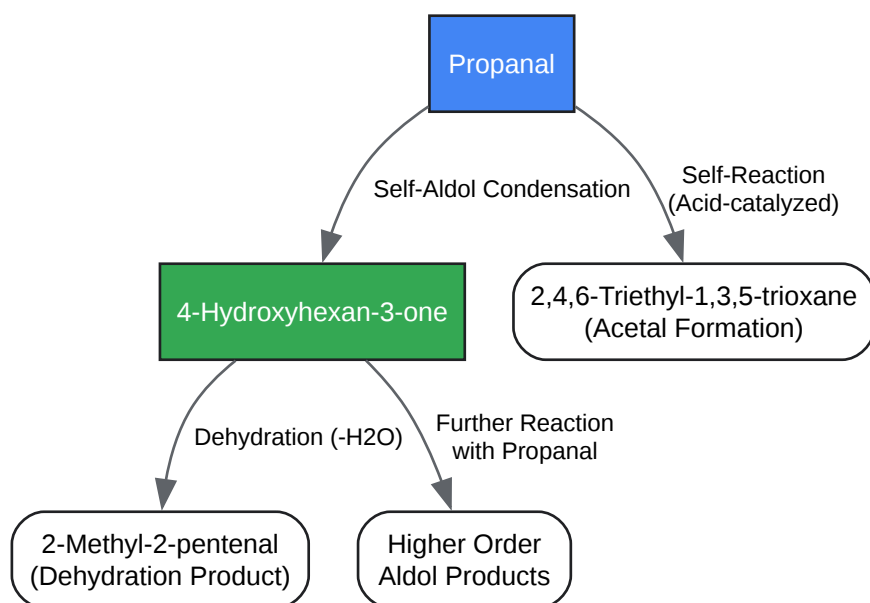 Propanal
Self-Aldol Condensation
Self-Reaction
(Acid-catalyzed)
4-Hydroxyhexan-3-one
2,4,6-Triethyl-1,3,5-trioxane
(Acetal Formation)
Dehydration (-H2O)
Further Reaction
with Propanal
2-Methyl-2-pentenal
(Dehydration Product)
Higher Order
Aldol Products